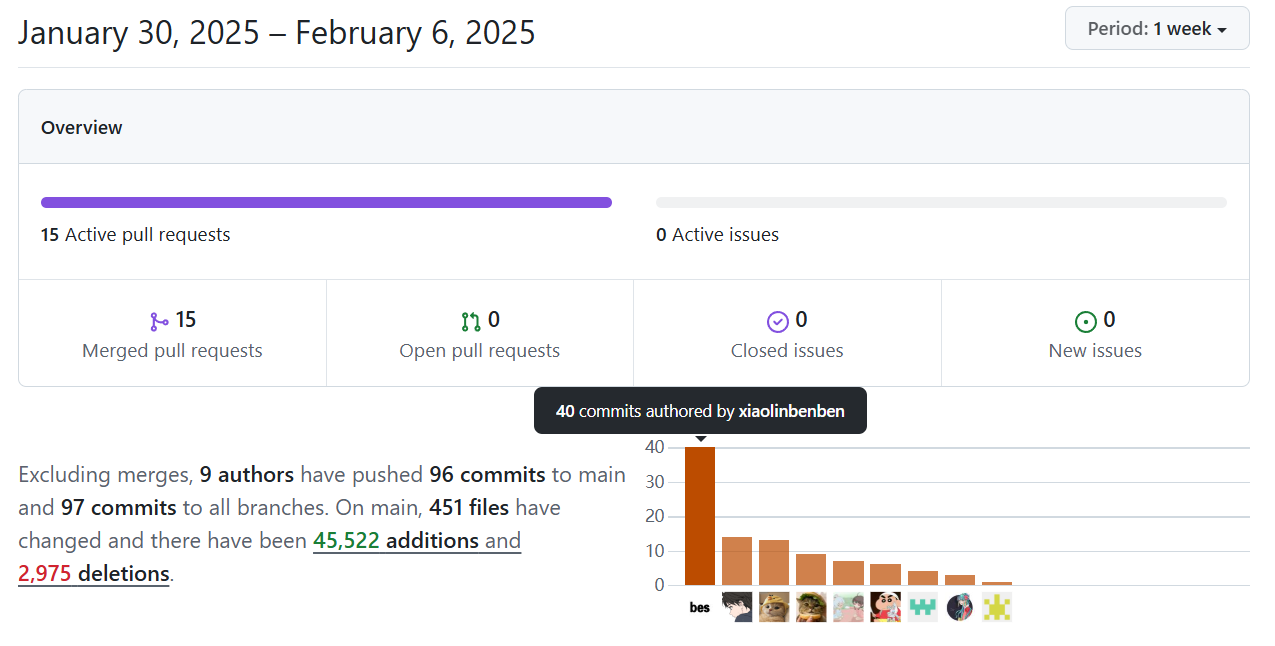 January 30, 2025 – February 6, 2025
Period: 1 week
Overview
15 Active pull requests
0 Active issues
15
Merged pull requests
0
Open pull requests
0
Closed issues
0
New issues
40 commits authored by xiaolinbenben
Excluding merges, 9 authors have pushed 96 commits to main
and 97 commits to all branches. On main, 451 files have
changed and there have been 45,522 additions and
2,975 deletions.
40
30
20
10
0
bes